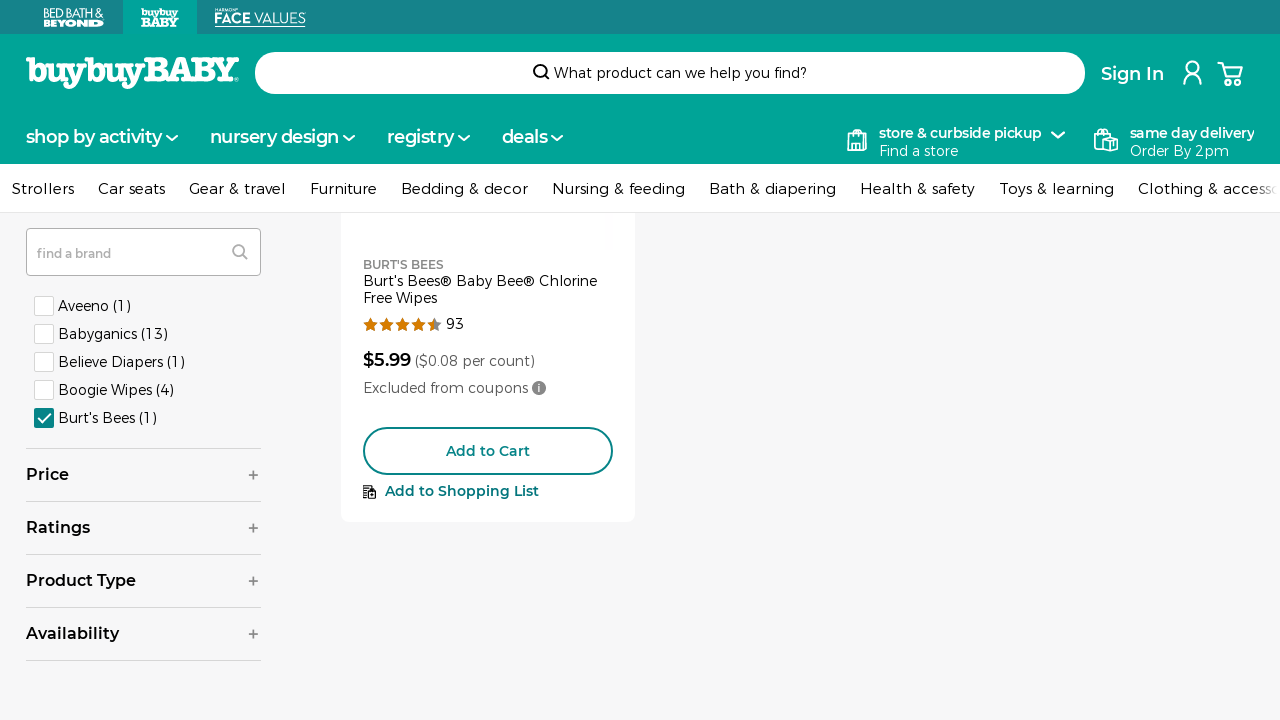 BED BATH &
BEYOND
buybuy
BABY
HARMON
FACE VALUES
buybuyBABY
What product can we help you find?
Sign In
shop by activity
nursery design
registry
deals
store & curbside pickup
Find a store
same day delivery
Order By 2pm
Strollers
Car seats
Gear & travel
Furniture
Bedding & decor
Nursing & feeding
Bath & diapering
Health & safety
Toys & learning
Clothing & accesso
find a brand
Aveeno (1)
Babyganics (13)
Believe Diapers (1)
Boogie Wipes (4)
Burt's Bees (1)
Price
Ratings
Product Type
Availability
BURT'S BEES
Burt's Bees® Baby Bee® Chlorine
Free Wipes
93
$5.99 ($0.08 per count)
Excluded from coupons
Add to Cart
Add to Shopping List